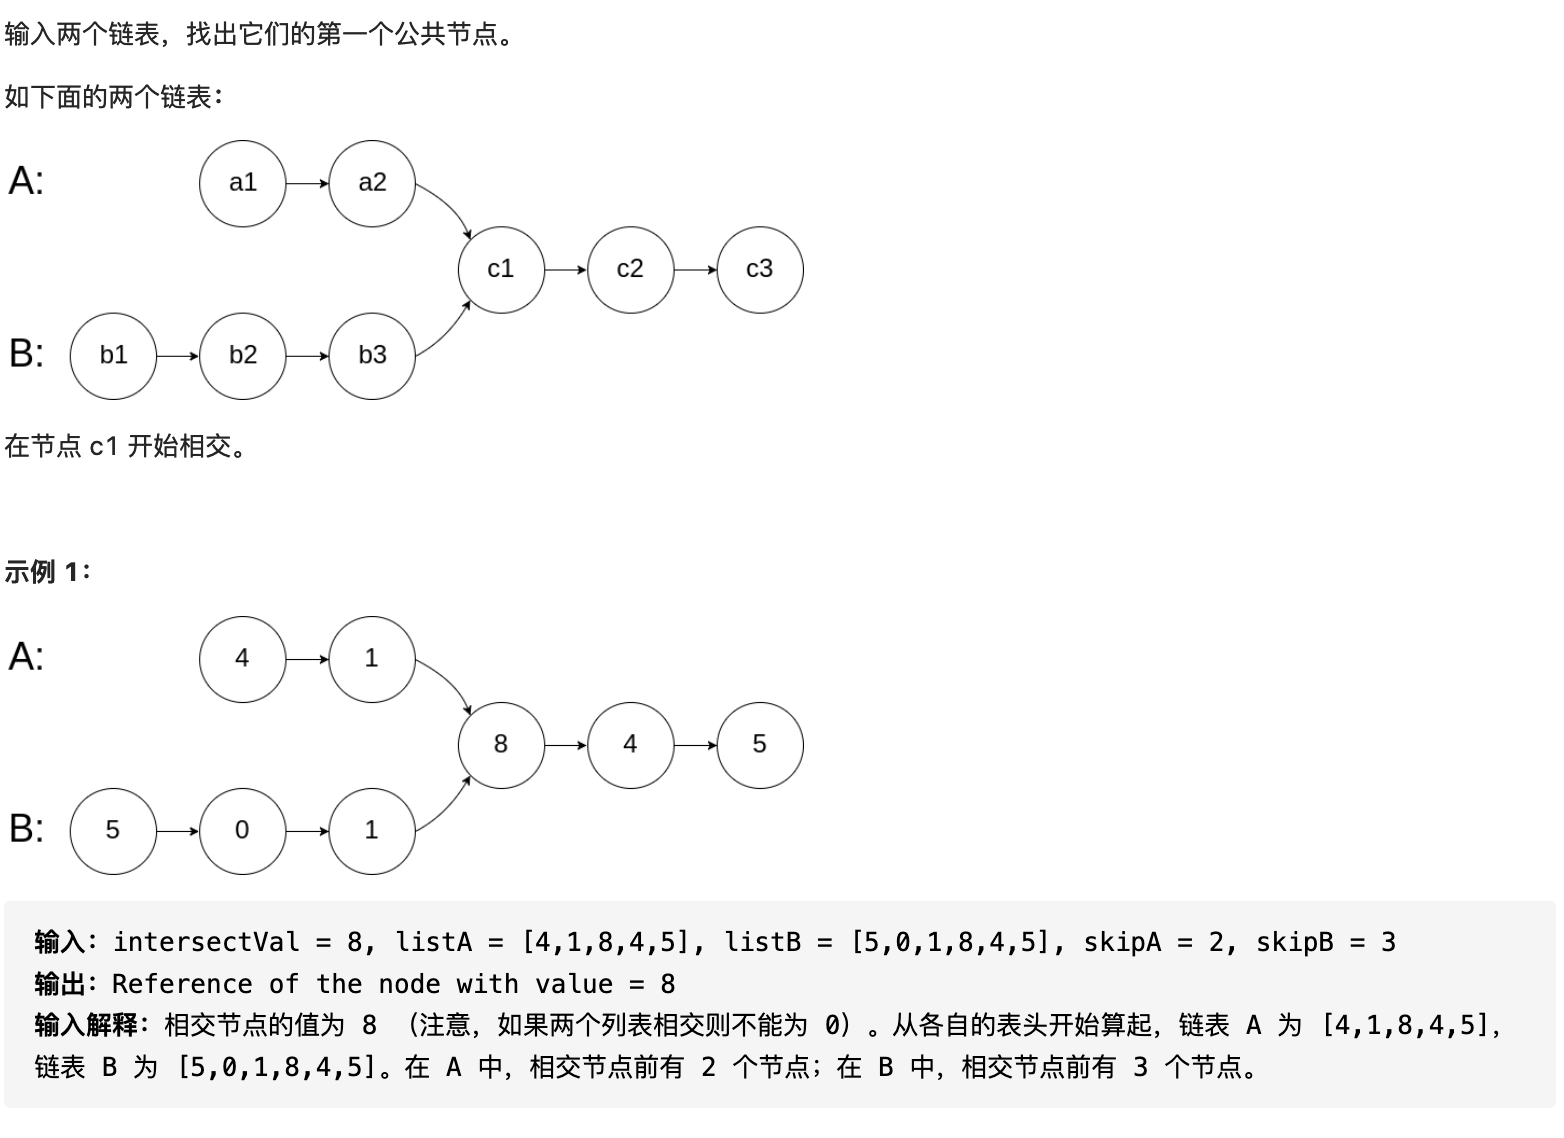 输入两个链表，找出它们的第一个公共节点。
如下面的两个链表：
A:
a1
a2
c1
c2
c3
B:
b1
b2
b3
在节点 c1 开始相交。
示例 1：
A:
4
1
8
4
5
B:
5
0
1
输入：intersectVal = 8, listA = [4,1,8,4,5], listB = [5,0,1,8,4,5], skipA = 2, skipB = 3
输出：Reference of the node with value = 8
输入解释：相交节点的值为 8 （注意，如果两个列表相交则不能为 0）。从各自的表头开始算起，链表 A 为 [4,1,8,4,5]，
链表 B 为 [5,0,1,8,4,5]。在 A 中，相交节点前有 2 个节点；在 B 中，相交节点前有 3 个节点。